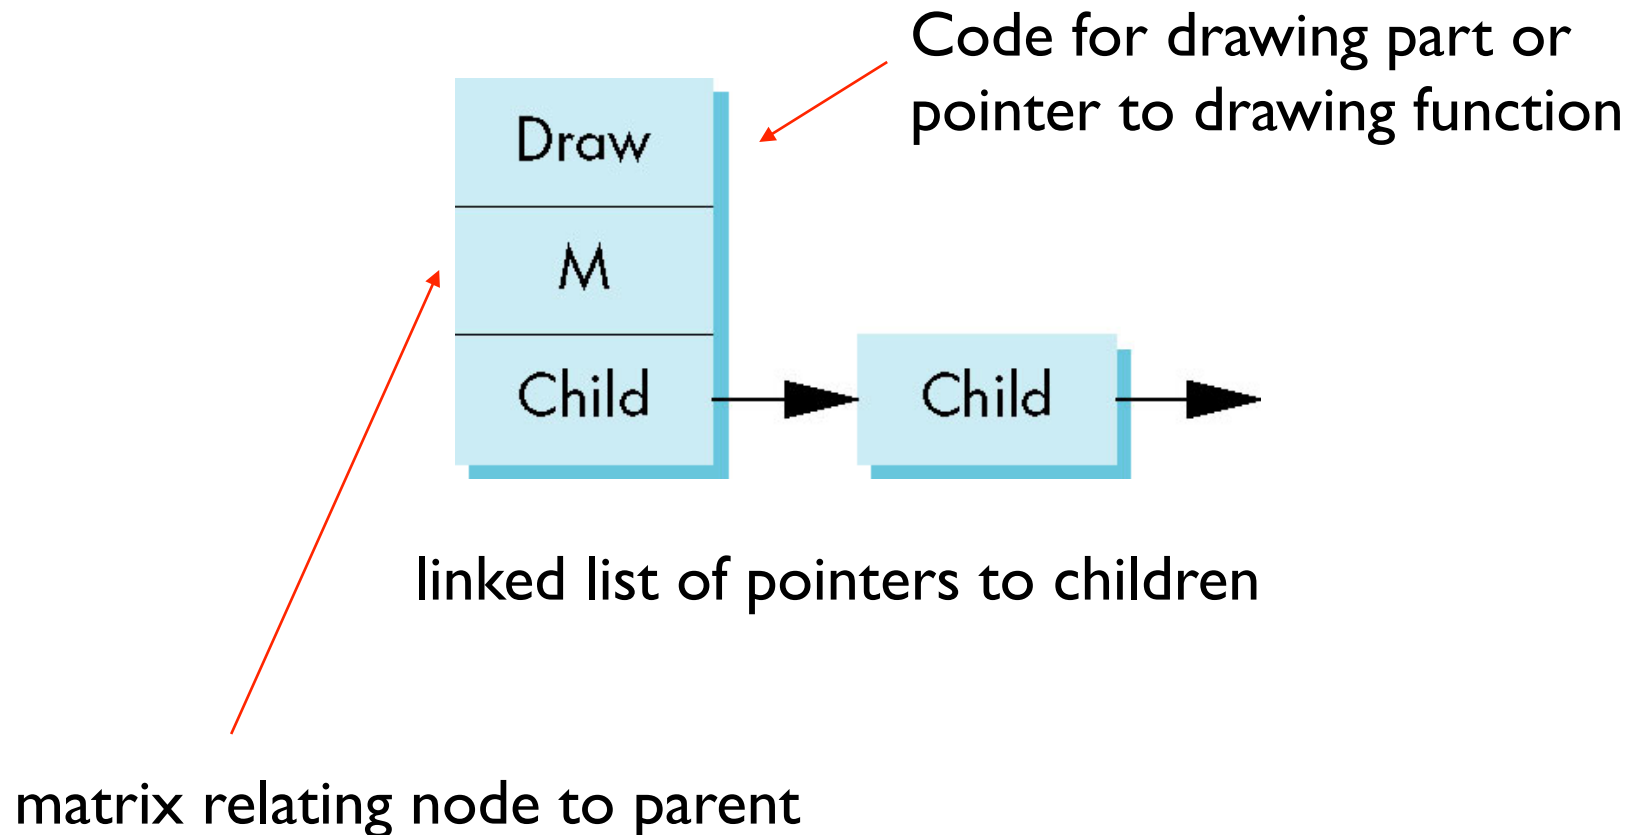 Code for drawing part or
pointer to drawing function
Draw
M
Child
Child
linked list of pointers to children
matrix relating node to parent